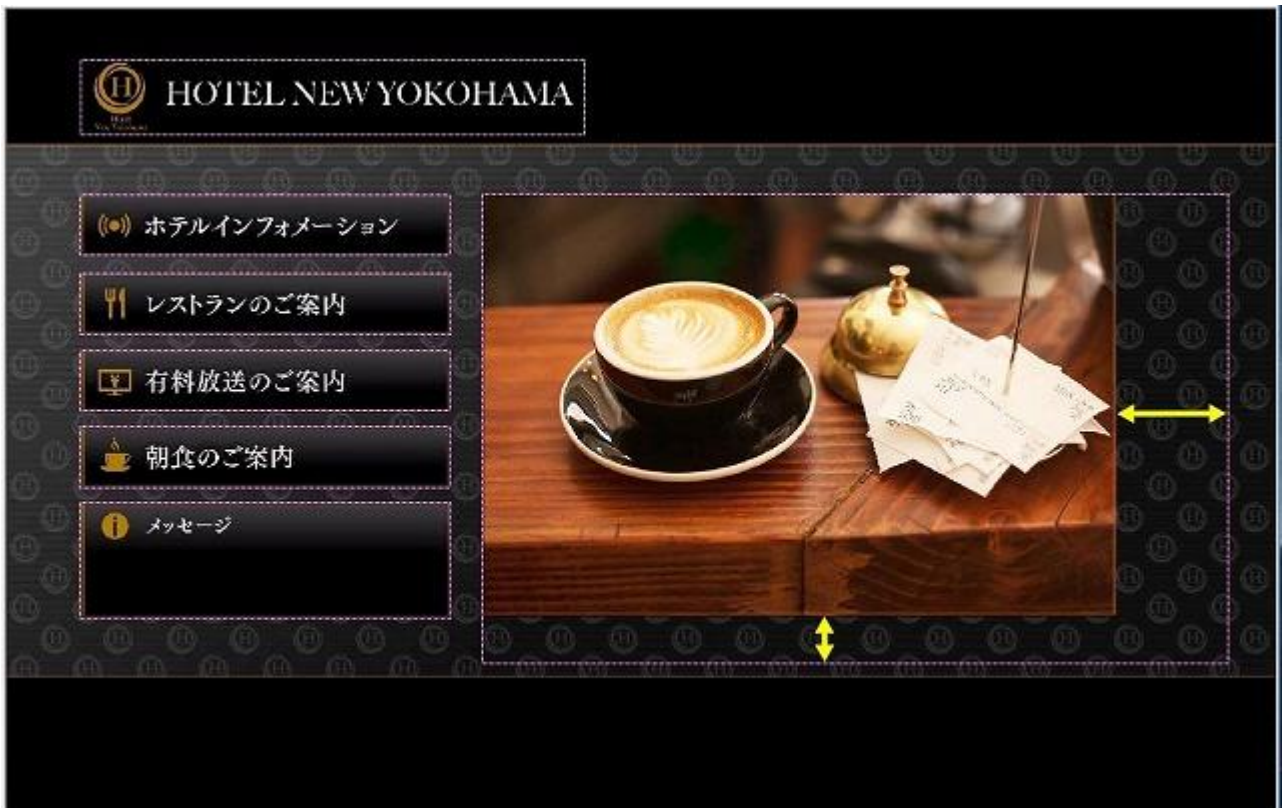 HOTEL NEW YOKOHAMA
ホテルインフォメーション
レストランのご案内
有料放送のご案内
朝食のご案内
メッセージ